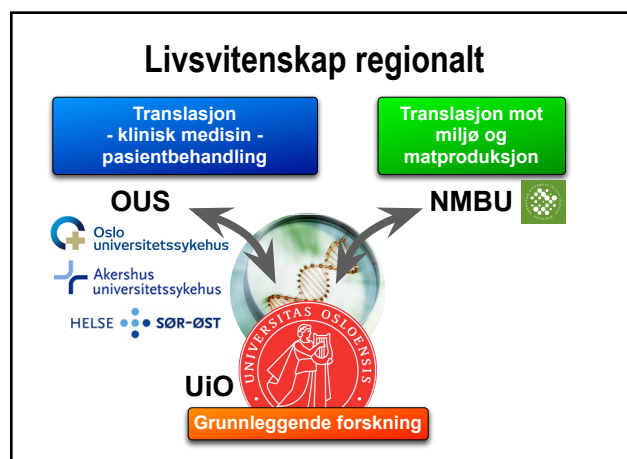 Livsvitenskap regionalt
Translasjon
- klinisk medisin -
pasientbehandling
Translasjon mot
miljø og
matproduksjon
OUS
NMBU
Oslo
universitetssykehus
Akershus
universitetssykehus
HELSE SØR-ØST
UNIVERSITAS OSLOENSIS
UiO
Grunnleggende forskning